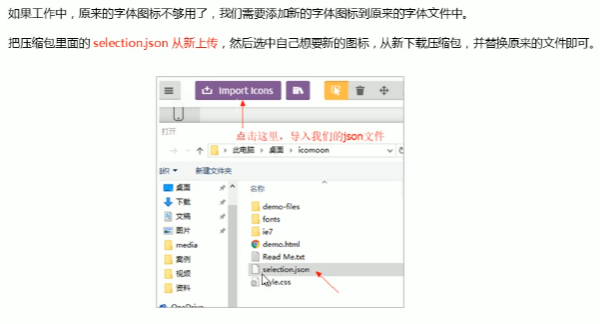 如果工作中，原来的字体图标不够用了，我们需要添加新的字体图标到原来的字体文件中。
把压缩包里面的 selection.json 从新上传，然后选中自己想要新的图标，从新下载压缩包，并替换原来的文件即可。
Import Icons
点击这里，导入我们的json文件
打开
此电脑 › 桌面 › icomoon
织 新建文件夹
名称
桌面
下载
文稿
图片
media
案例
视频
资料
OneDrive
demo-files
fonts
ie7
demo.html
Read Me.txt
selection.json
style.css